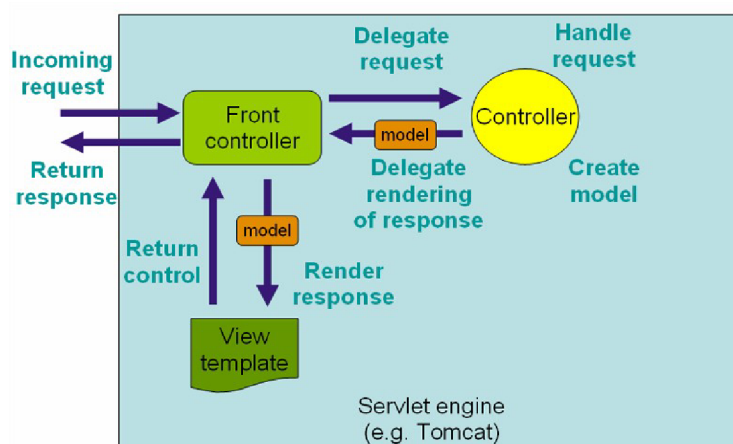 Incoming
request
Return
response
Front
controller
Delegate
request
Handle
request
Controller
model
Delegate
rendering
of response
Create
model
model
Return
control
Render
response
View
template
Servlet engine
(e.g. Tomcat)